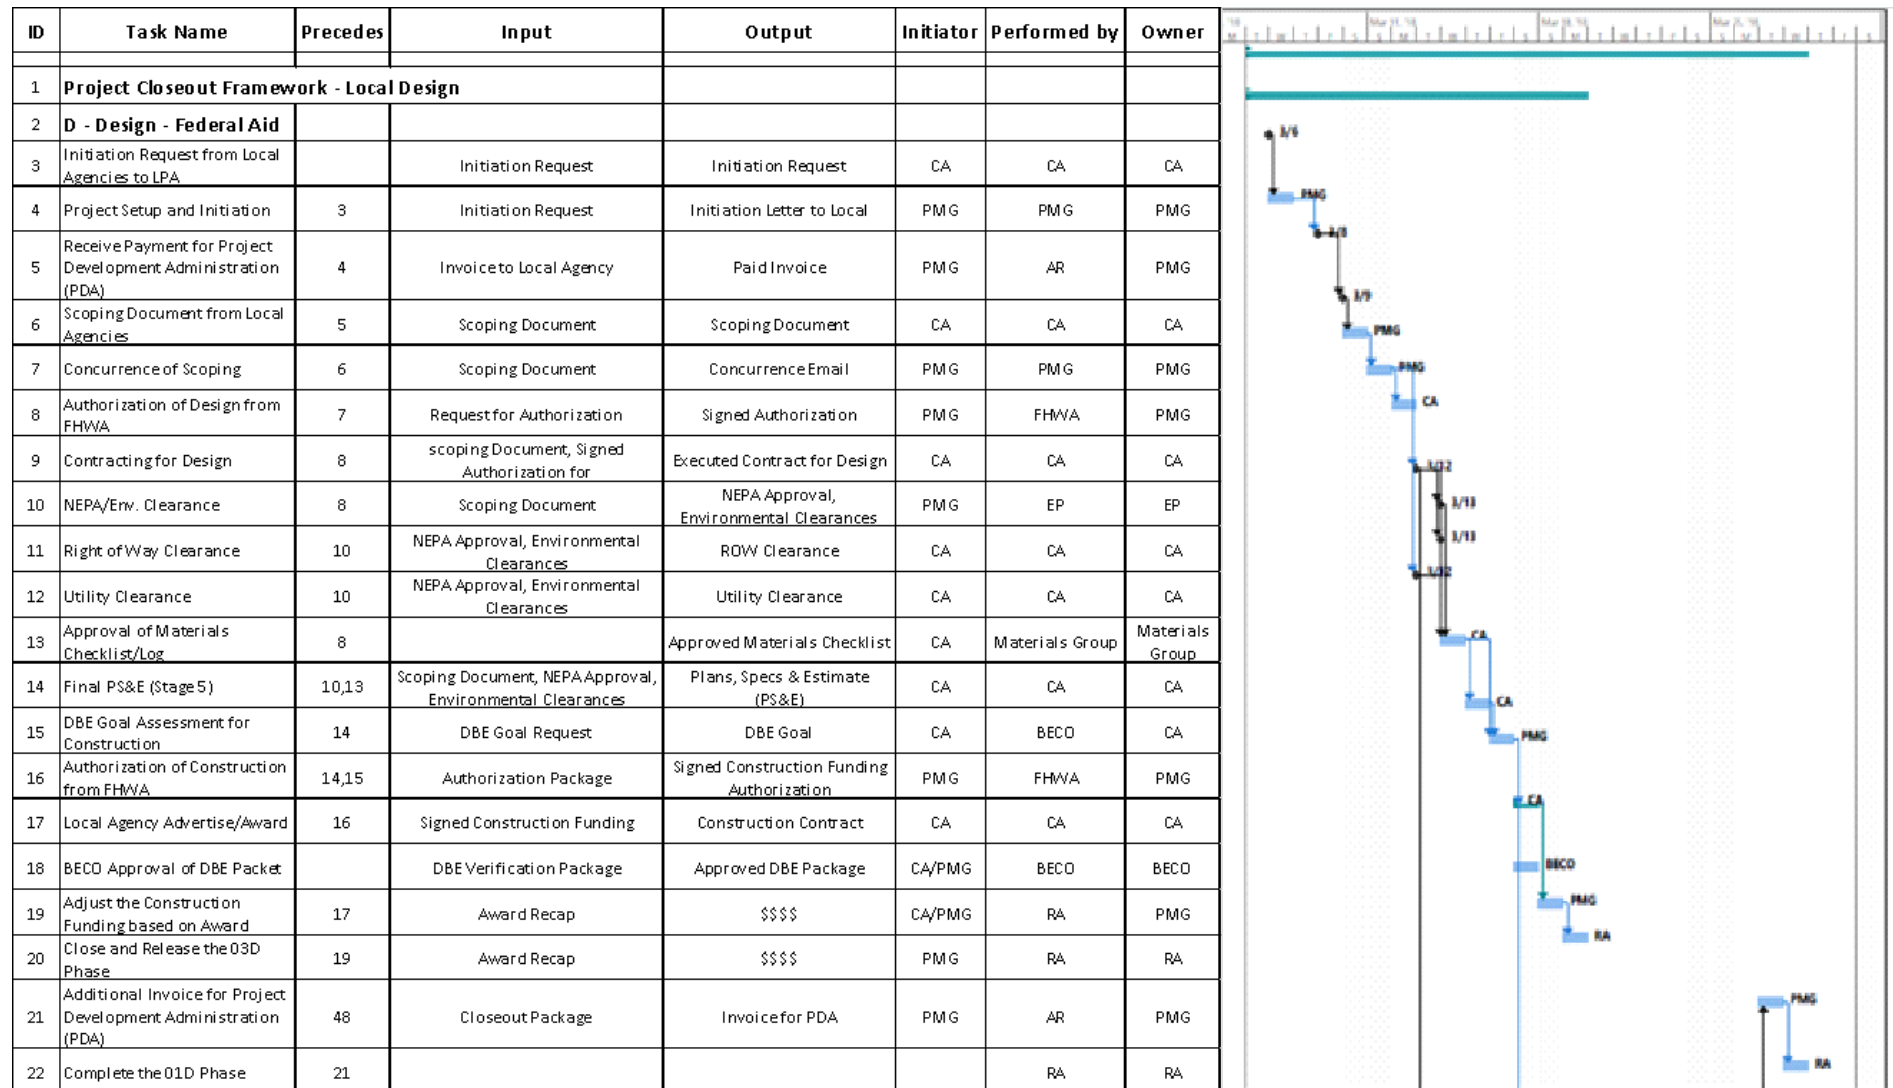 ID Task Name Precedes Input Output Initiator Performed by Owner
1 Project Closeout Framework - Local Design
2 D - Design - Federal Aid
3 Initiation Request from Local Agencies to LPA Initiation Request Initiation Request CA CA CA
4 Project Setup and Initiation 3 Initiation Request Initiation Letter to Local PMG PMG PMG
5 Receive Payment for Project Development Administration (PDA) 4 Invoice to Local Agency Paid Invoice PMG AR PMG
6 Scoping Document from Local Agencies 5 Scoping Document Scoping Document CA CA CA
7 Concurrence of Scoping 6 Scoping Document Concurrence Email PMG PMG PMG
8 Authorization of Design from FHWA 7 Request for Authorization Signed Authorization PMG FHWA PMG
9 Contracting for Design 8 scoping Document, Signed Authorization for Executed Contract for Design CA CA CA
10 NEPA/Env. Clearance 8 Scoping Document NEPA Approval, Environmental Clearances PMG EP EP
11 Right of Way Clearance 10 NEPA Approval, Environmental Clearances ROW Clearance CA CA CA
12 Utility Clearance 10 NEPA Approval, Environmental Clearances Utility Clearance CA CA CA
13 Approval of Materials Checklist/Log 8 Approved Materials Checklist CA Materials Group Materials Group
14 Final PS&E (Stage 5) 10,13 Scoping Document, NEPA Approval, Environmental Clearances Plans, Specs & Estimate (PS&E) CA CA CA
15 DBE Goal Assessment for Construction 14 DBE Goal Request DBE Goal CA BECO CA
16 Authorization of Construction from FHWA 14,15 Authorization Package Signed Construction Funding Authorization PMG FHWA PMG
17 Local Agency Advertise/Award 16 Signed Construction Funding Construction Contract CA CA CA
18 BECO Approval of DBE Packet DBE Verification Package Approved DBE Package CA/PMG BECO BECO
19 Adjust the Construction Funding based on Award 17 Award Recap $$$$ CA/PMG RA PMG
20 Close and Release the 03D Phase 19 Award Recap $$$$ PMG RA RA
21 Additional Invoice for Project Development Administration (PDA) 48 Closeout Package Invoice for PDA PMG AR PMG
22 Complete the 01D Phase 21 RA RA
3/6
PMG
3/8
3/9
PMG
PMG
CA
3/12
3/13
3/13
3/12
CA
CA
PMG
CA
BECO
PMG
RA
PMG
RA